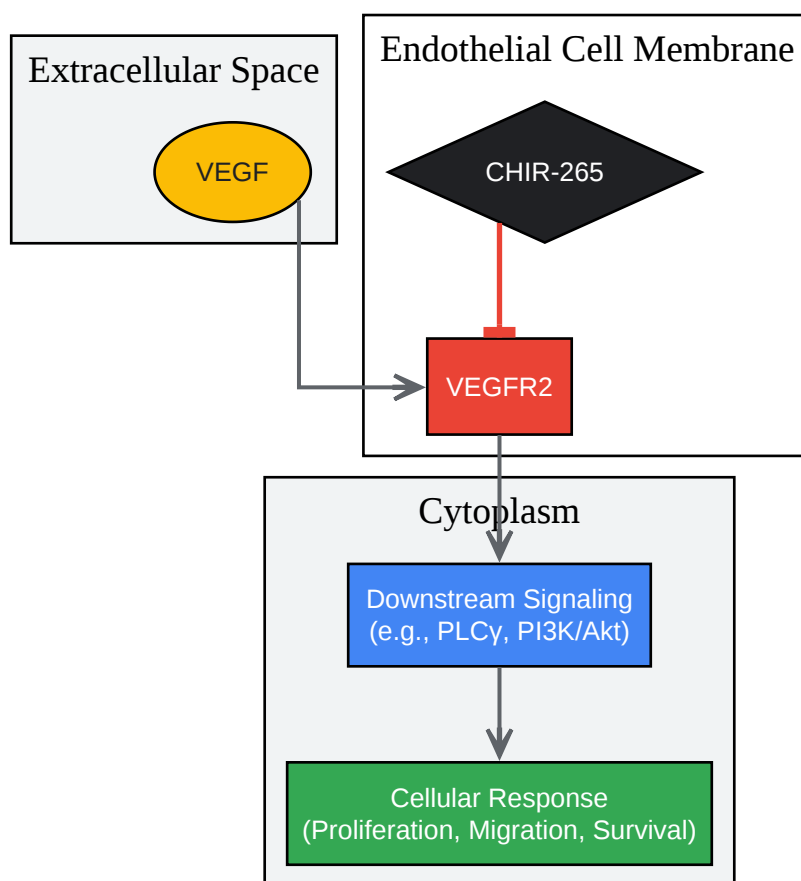 Extracellular Space
Endothelial Cell Membrane
VEGF
CHIR-265
VEGFR2
Cytoplasm
Downstream Signaling
(e.g., PLCγ, PI3K/Akt)
Cellular Response
(Proliferation, Migration, Survival)